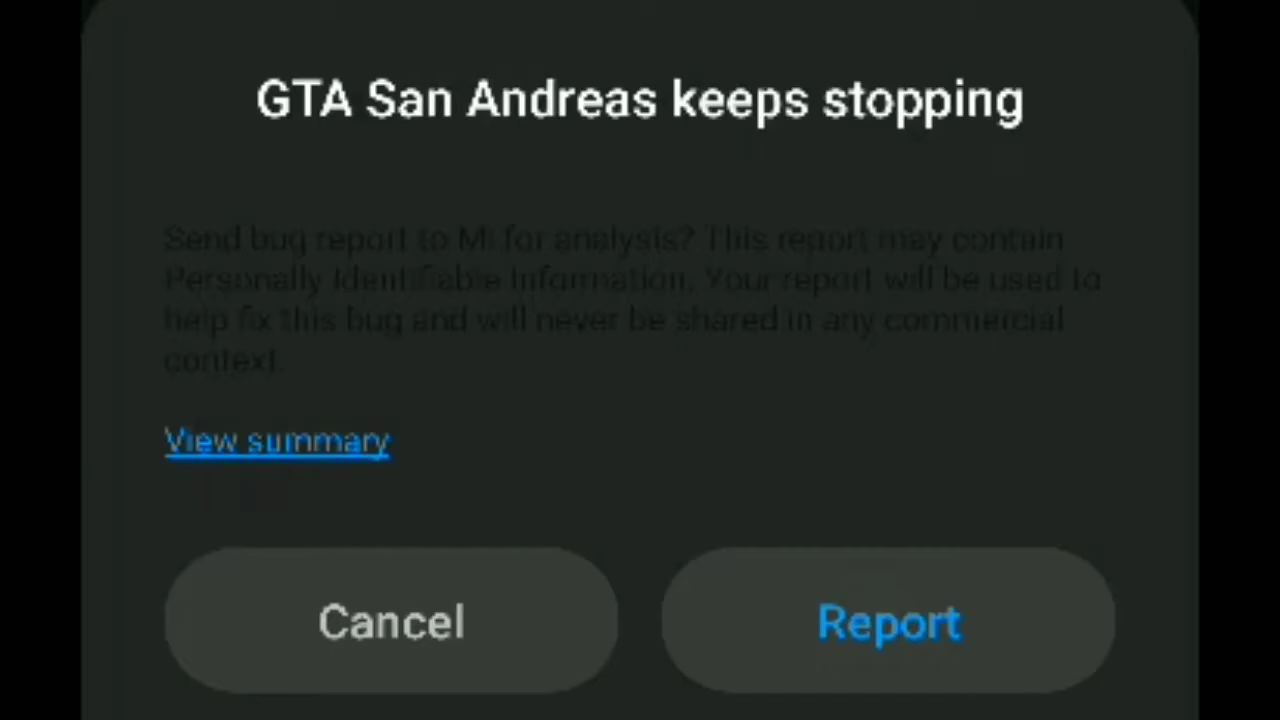 GTA San Andreas keeps stopping
Send bug report to Mi for analysis? This report may contain
Personally Identifiable Information. Your report will be used to
help fix this bug and will never be shared in any commercial
context.
View summary
Cancel
Report